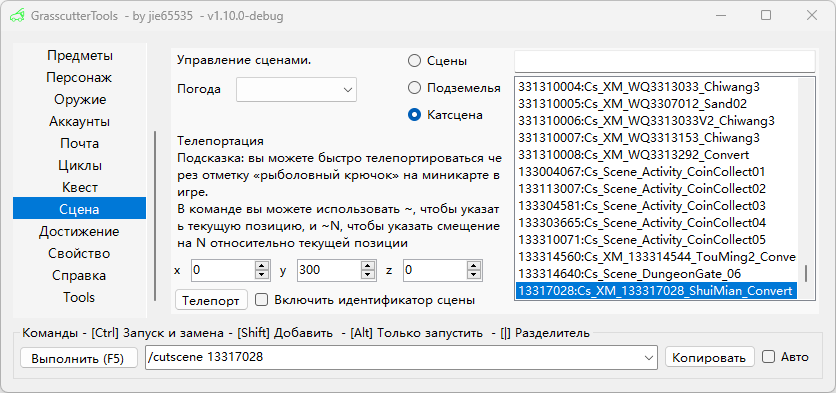 GrasscutterTools - by jie65535 - v1.10.0-debug
Предметы
Персонаж
Оружие
Аккаунты
Почта
Циклы
Квест
Сцена
Достижение
Свойство
Справка
Tools
Управление сценами.
Погода
Сцены
Подземелья
Катсцена
Телепортация
Подсказка: вы можете быстро телепортироваться че
рез отметку «рыболовный крючок» на миникарте в
игре.
В команде вы можете использовать ~, чтобы указат
ь текущую позицию, и ~N, чтобы указать смещение
на N относительно текущей позиции
x 0 y 300 z 0
Телепорт Включить идентификатор сцены
331310004:Cs_XM_WQ3313033_Chiwang3
331310005:Cs_XM_WQ3307012_Sand02
331310006:Cs_XM_WQ3313033V2_Chiwang3
331310007:Cs_XM_WQ3313153_Chiwang3
331310008:Cs_XM_WQ3313292_Convert
133004067:Cs_Scene_Activity_CoinCollect01
133113007:Cs_Scene_Activity_CoinCollect02
133304581:Cs_Scene_Activity_CoinCollect03
133303665:Cs_Scene_Activity_CoinCollect04
133310071:Cs_Scene_Activity_CoinCollect05
133314560:Cs_XM_133314544_TouMing2_Conve
133314640:Cs_Scene_DungeonGate_06
13317028:Cs_XM_133317028_ShuiMian_Convert
Команды - [Ctrl] Запуск и замена - [Shift] Добавить - [Alt] Только запустить - [|] Разделитель
Выполнить (F5) /cutscene 13317028 Копировать Авто